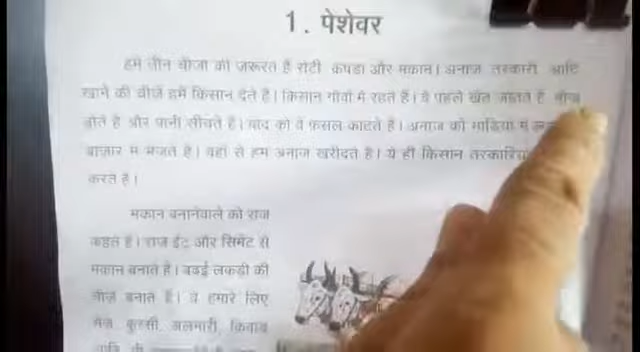 1. पेशेवर
हमें तीन चीजों की जरूरत है रोटी कपड़ा और मकान। अनाज तरकारी आदि
खाने की चीजें हमें किसान देते हैं। किसान गाँवों में रहते हैं। वे पहले खेत जोतते हैं बीज
बोते हैं और पानी सींचते हैं। बाद को वे फ़सल काटते हैं। अनाज को गाड़ियों में
बाज़ार में भेजते हैं। वहां से हम अनाज खरीदते हैं। ये ही किसान
करते हैं।
मकान बनानेवाले को राज
कहते हैं। राज ईंट और सिमेंट से
मकान बनाते हैं। बढ़ई लकड़ी की
चीज़ें बनाते हैं। वे हमारे लिए
मेज़ कुरसी, अलमारी, किवाड़